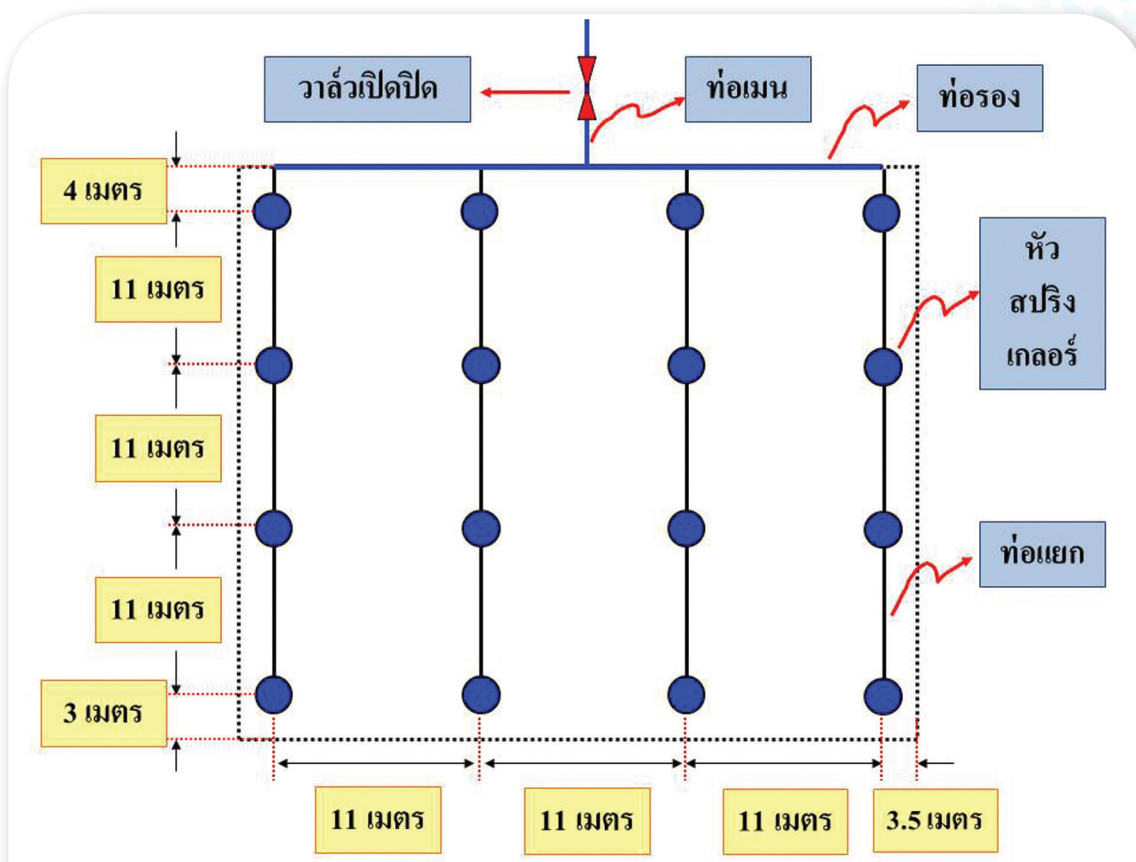 วาล์วเปิดปิด
ท่อเมน
ท่อรอง
4 เมตร
11 เมตร
หัว
สปริง
เกลอร์
11 เมตร
11 เมตร
ท่อแยก
3 เมตร
11 เมตร
11 เมตร
11 เมตร
3.5 เมตร